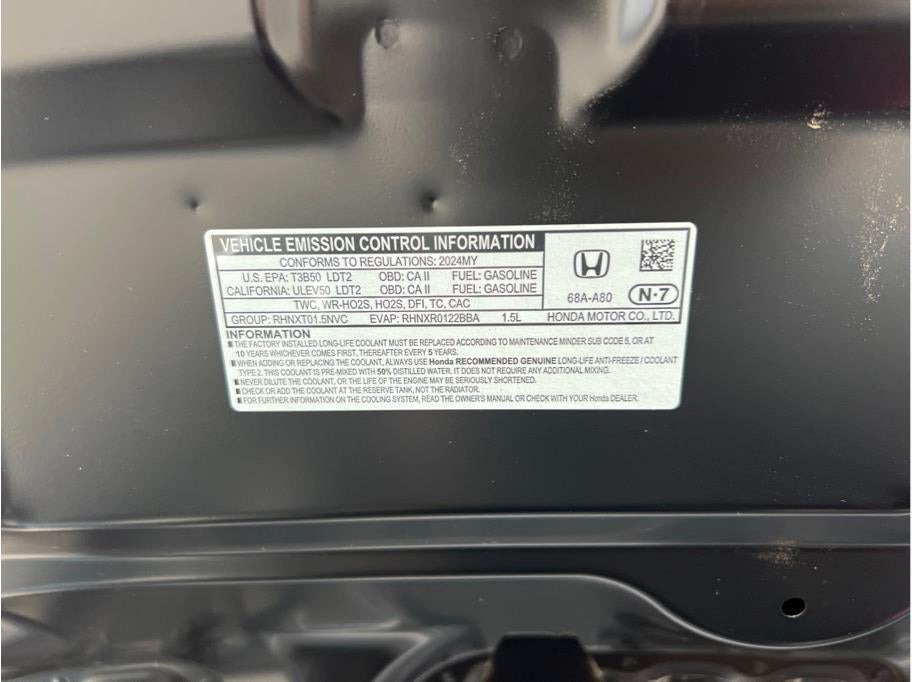 VEHICLE EMISSION CONTROL INFORMATION
CONFORMS TO REGULATIONS: 2024MY
U.S. EPA: T3B50 LDT2 OBD: CA II FUEL: GASOLINE
CALIFORNIA: ULEV50 LDT2 OBD: CA II FUEL: GASOLINE
TWC, WR-HO2S, HO2S, DFI, TC, CAC
68A-A80 N-7
GROUP: RHNXT01.5NVC EVAP: RHNXR0122BBA 1.5L HONDA MOTOR CO., LTD.
INFORMATION
■ THE FACTORY INSTALLED LONG-LIFE COOLANT MUST BE REPLACED ACCORDING TO MAINTENANCE MINDER SUB CODE 5, OR AT
10 YEARS WHICHEVER COMES FIRST. THEREAFTER EVERY 5 YEARS.
■ WHEN ADDING OR REPLACING THE COOLANT, ALWAYS USE Honda RECOMMENDED GENUINE LONG-LIFE ANTI-FREEZE / COOLANT
TYPE 2. THIS COOLANT IS PRE-MIXED WITH 50% DISTILLED WATER. IT DOES NOT REQUIRE ANY ADDITIONAL MIXING.
■ NEVER DILUTE THE COOLANT, OR THE LIFE OF THE ENGINE MAY BE SERIOUSLY SHORTENED.
■ CHECK OR ADD THE COOLANT AT THE RESERVE TANK, NOT THE RADIATOR.
■ FOR FURTHER INFORMATION ON THE COOLING SYSTEM, READ THE OWNER'S MANUAL OR CHECK WITH YOUR Honda DEALER.